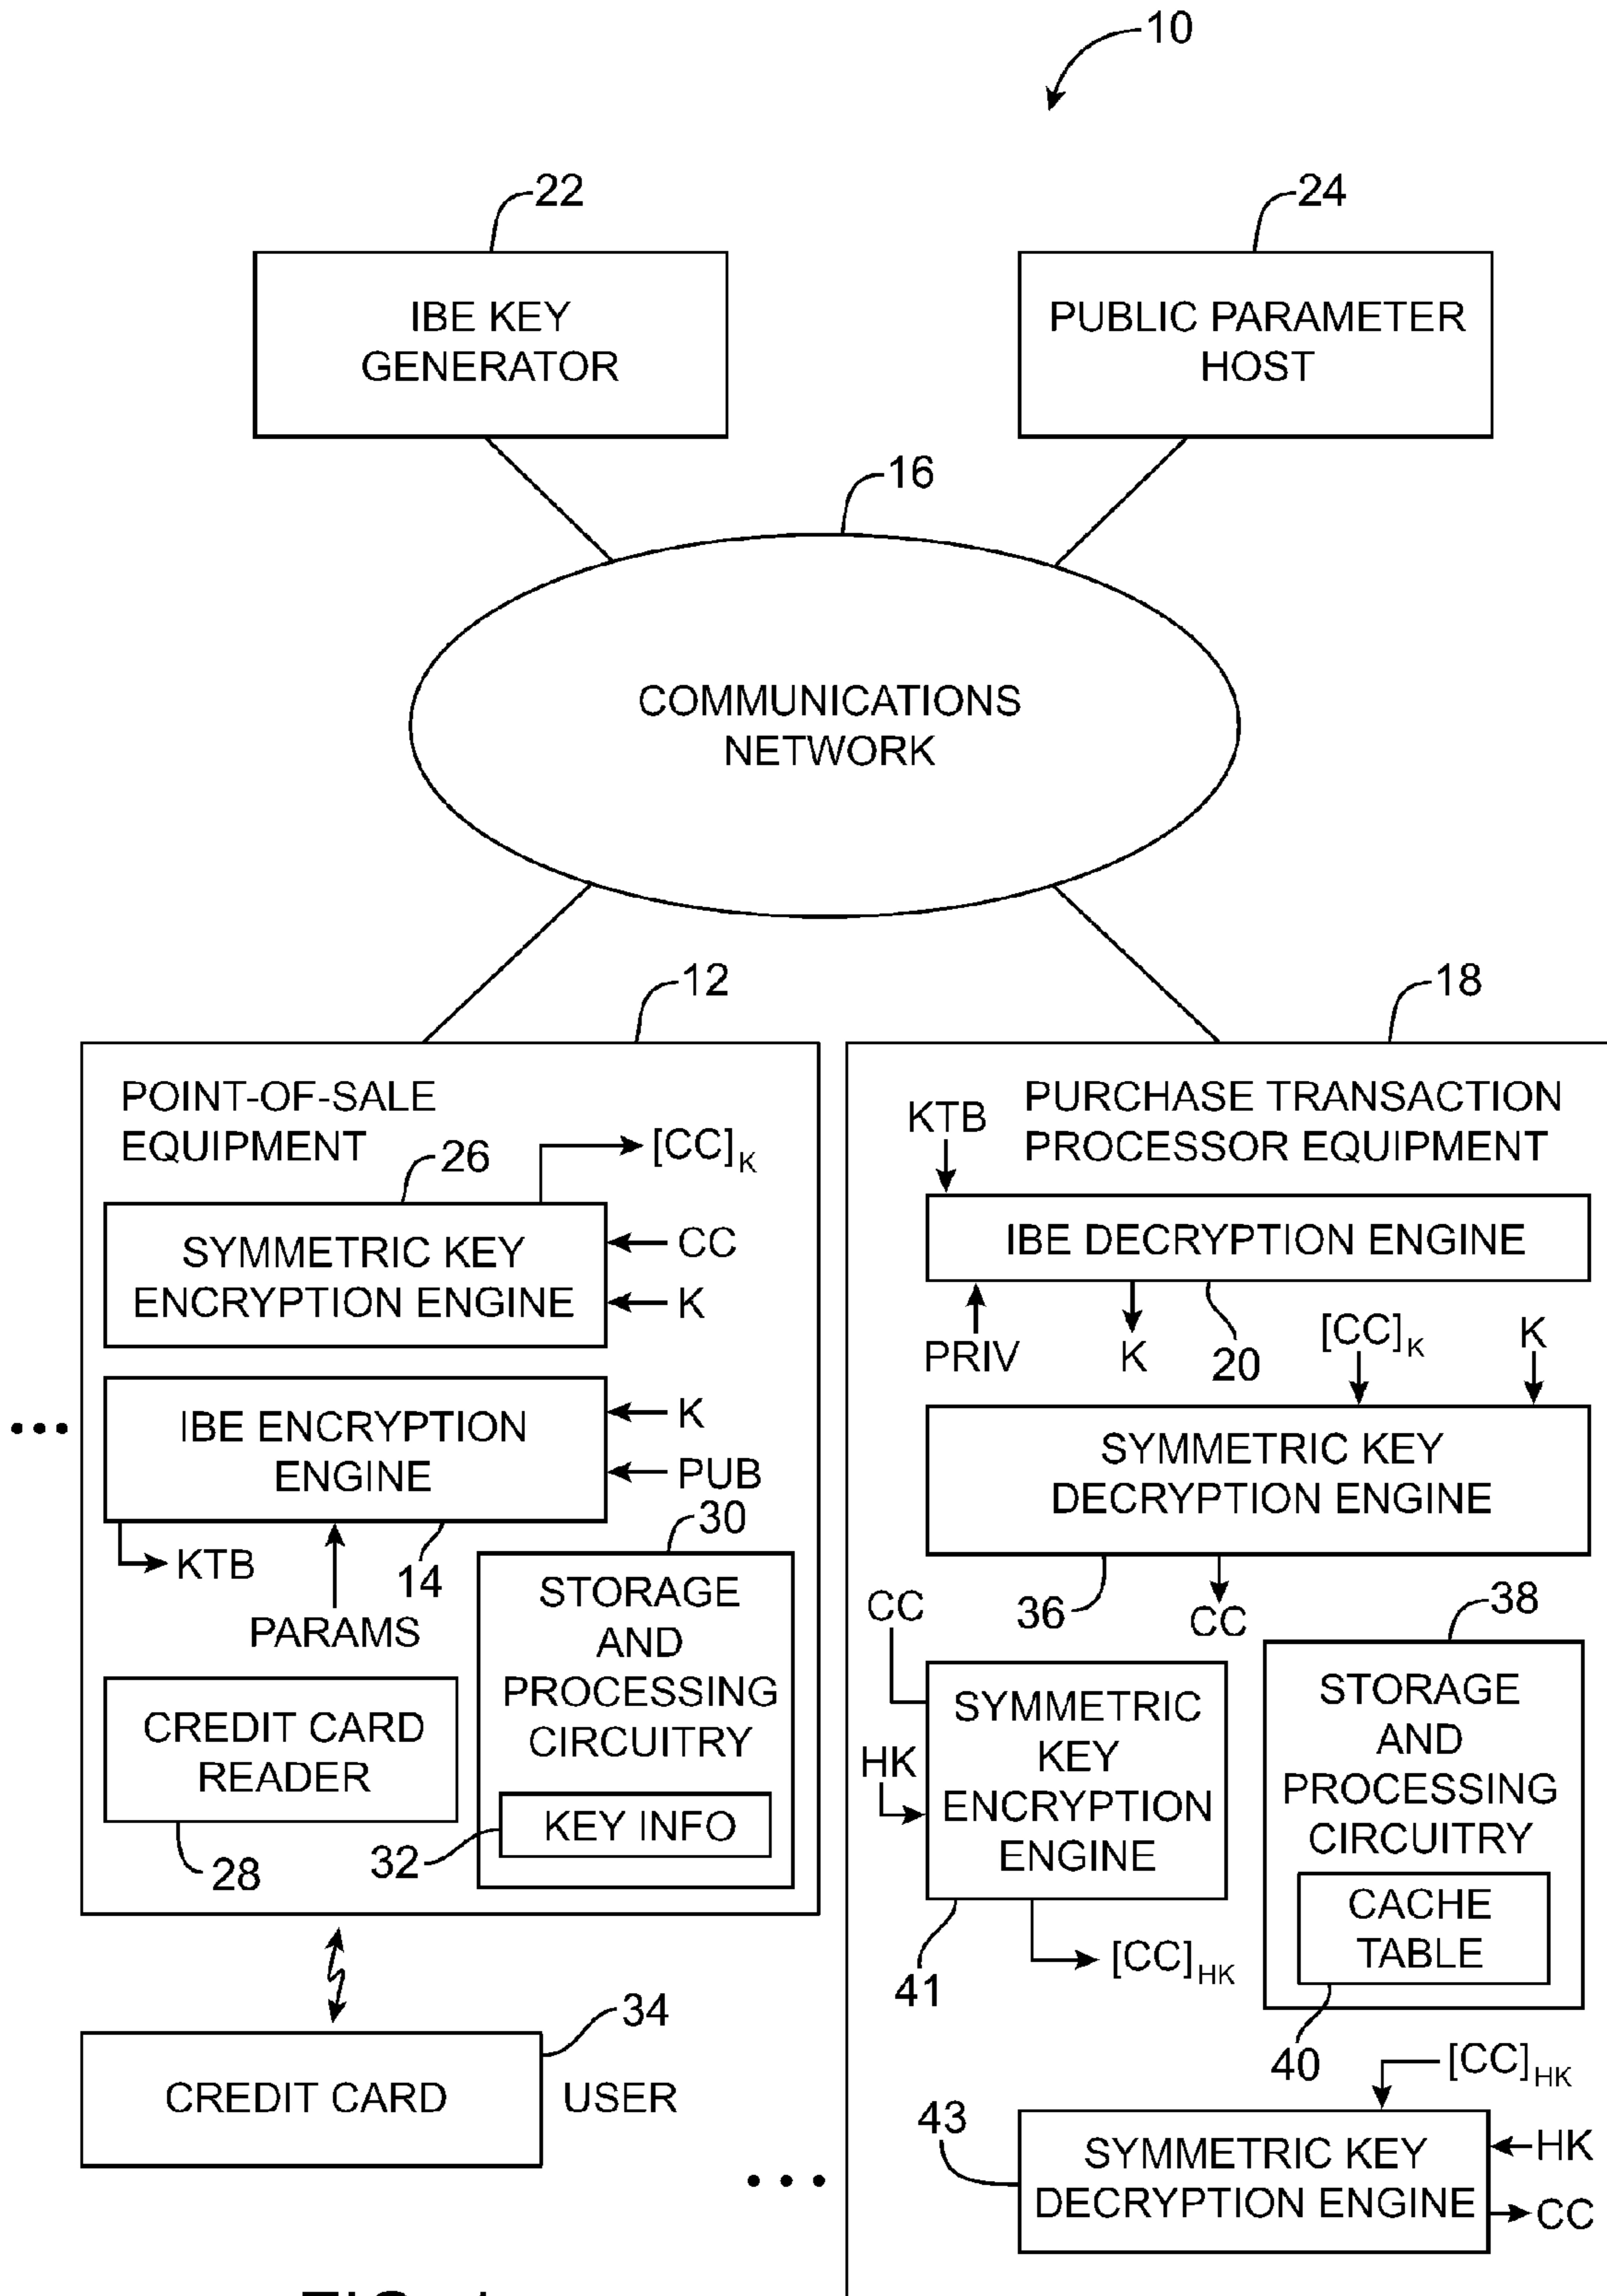 10
22
24
IBE KEY
GENERATOR
PUBLIC PARAMETER
HOST
16
COMMUNICATIONS
NETWORK
12
18
POINT-OF-SALE
EQUIPMENT
26
[CC]K
SYMMETRIC KEY
ENCRYPTION ENGINE
CC
K
IBE ENCRYPTION
ENGINE
K
PUB
KTB
PARAMS
14
30
STORAGE
AND
PROCESSING
CIRCUITRY
KEY INFO
32
CREDIT CARD
READER
28
34
CREDIT CARD
USER
PURCHASE TRANSACTION
PROCESSOR EQUIPMENT
KTB
IBE DECRYPTION ENGINE
PRIV
K
20
[CC]K
K
SYMMETRIC KEY
DECRYPTION ENGINE
36
CC
CC
HK
SYMMETRIC
KEY
ENCRYPTION
ENGINE
41
[CC]HK
38
STORAGE
AND
PROCESSING
CIRCUITRY
CACHE
TABLE
40
[CC]HK
43
SYMMETRIC KEY
DECRYPTION ENGINE
HK
CC